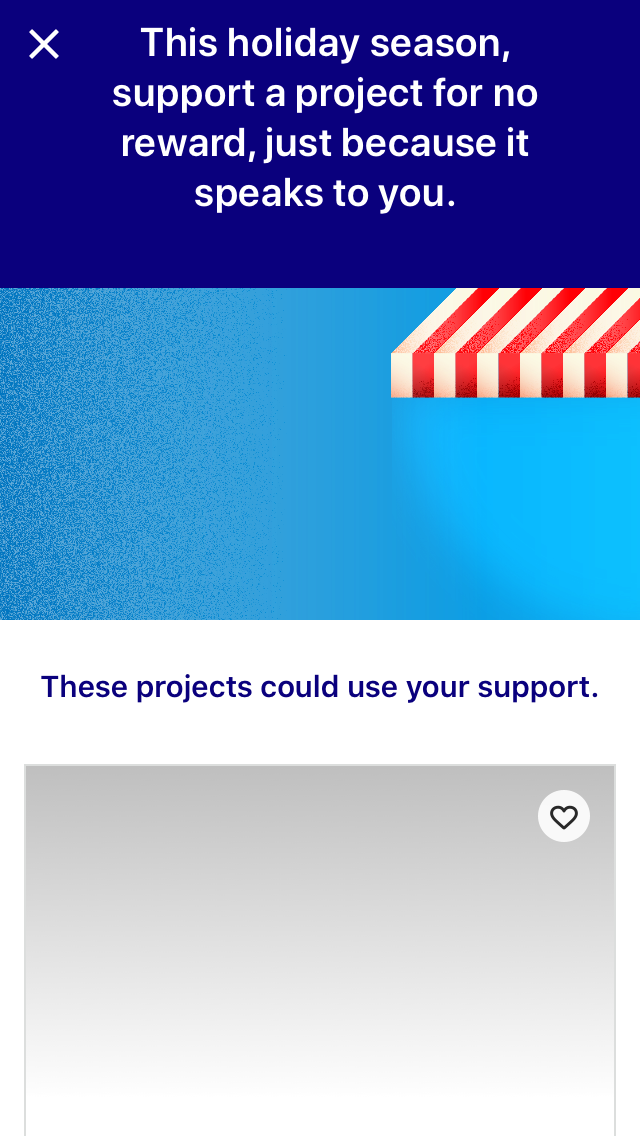 This holiday season,
support a project for no
reward, just because it
speaks to you.
These projects could use your support.